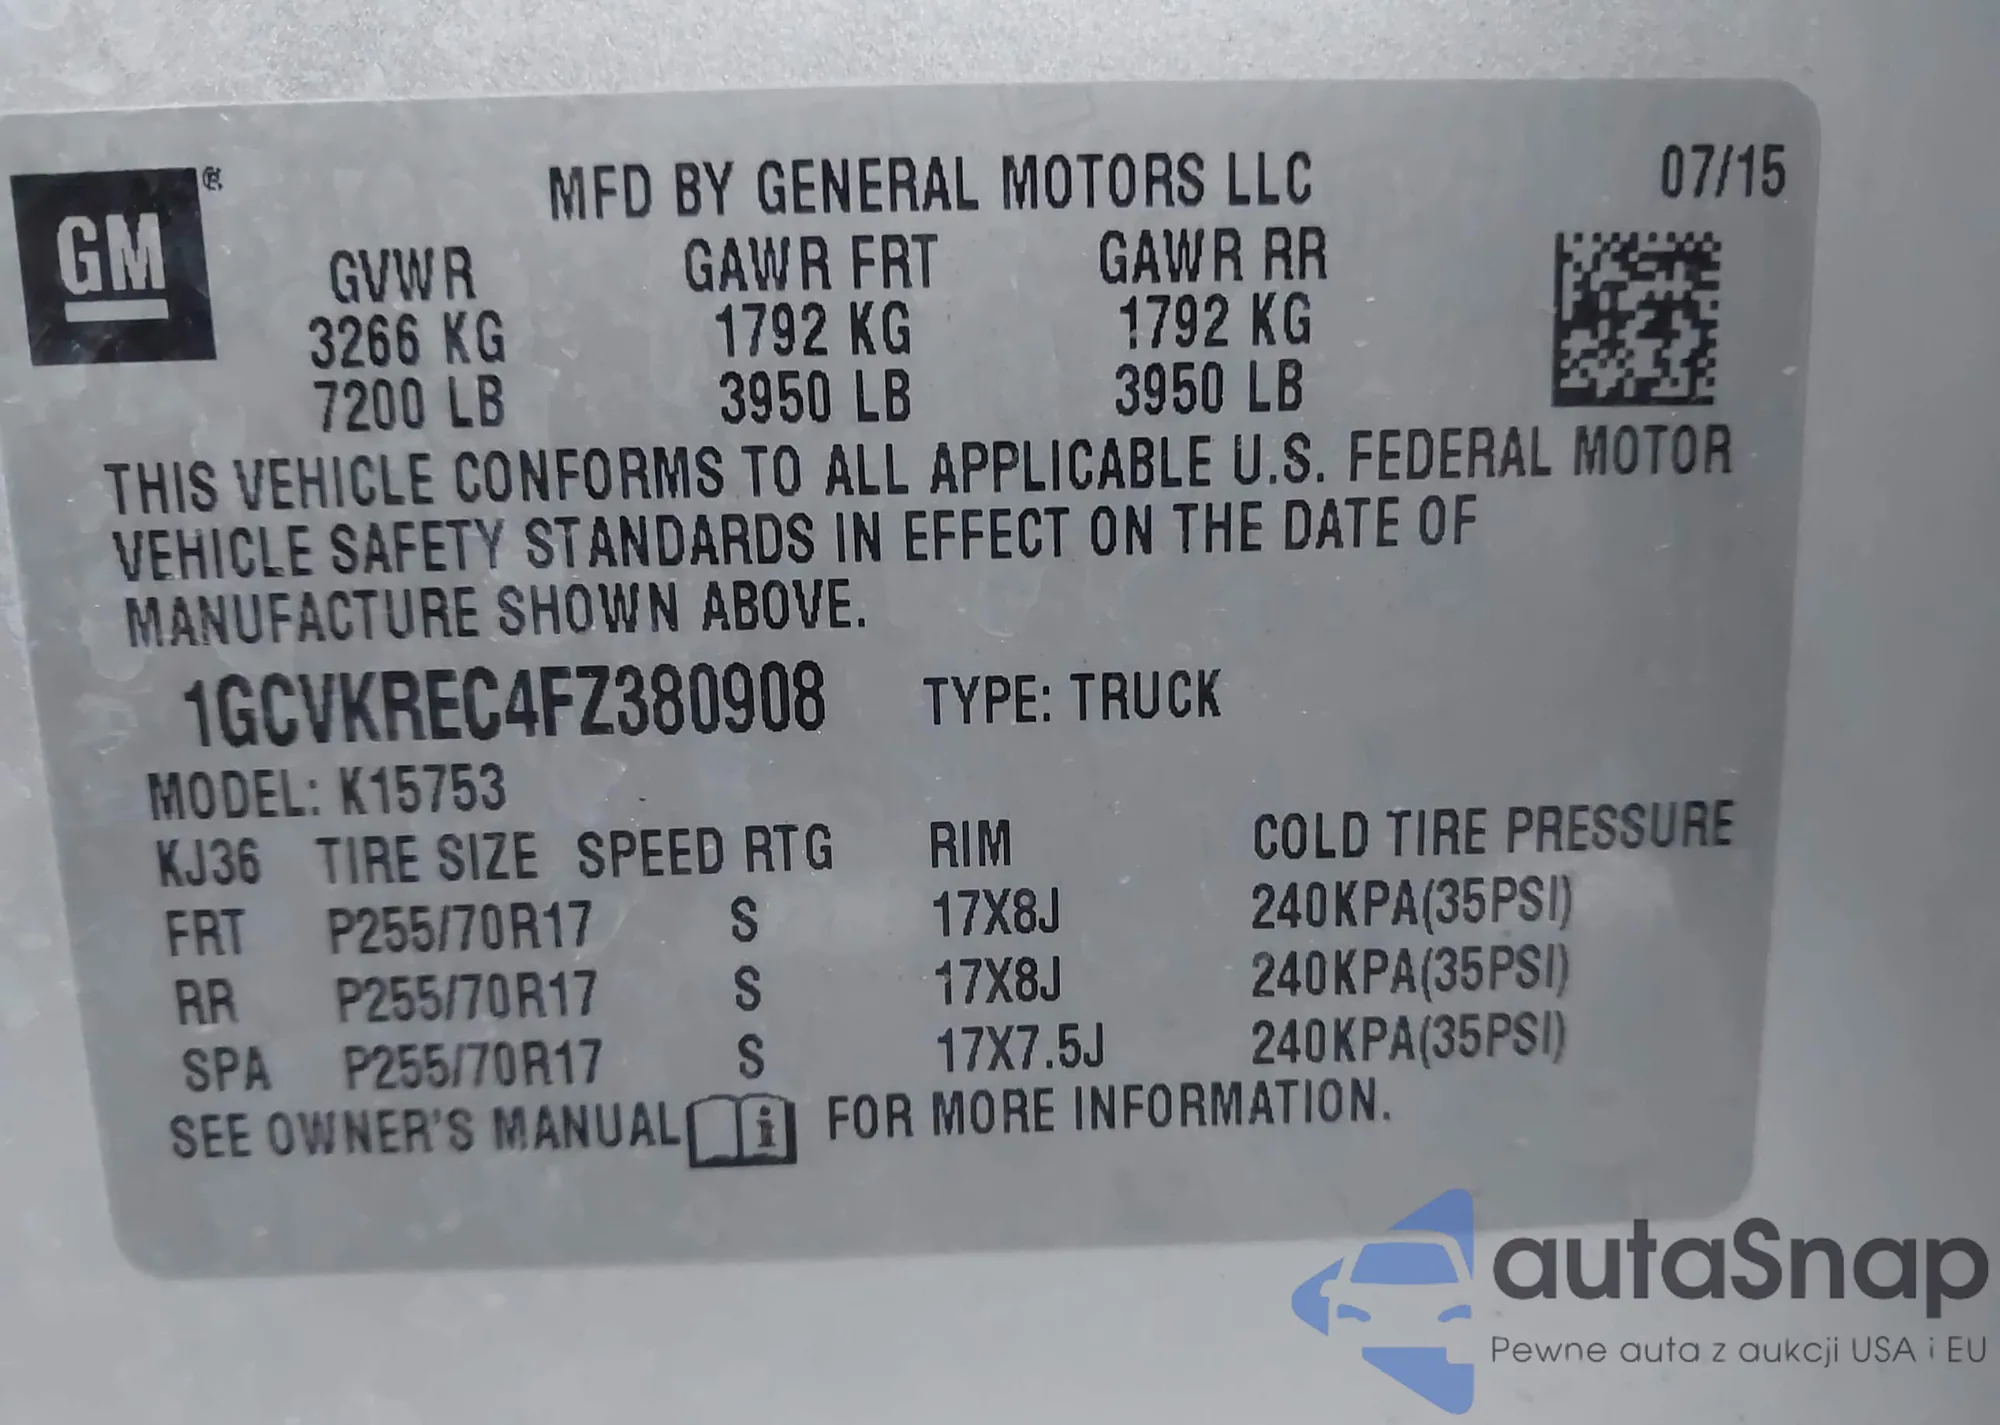 GM®
MFD BY GENERAL MOTORS LLC 07/15
GVWR GAWR FRT GAWR RR
3266 KG 1792 KG 1792 KG
7200 LB 3950 LB 3950 LB
THIS VEHICLE CONFORMS TO ALL APPLICABLE U.S. FEDERAL MOTOR
VEHICLE SAFETY STANDARDS IN EFFECT ON THE DATE OF
MANUFACTURE SHOWN ABOVE.
1GCVKREC4FZ380908 TYPE: TRUCK
MODEL: K15753
KJ36 TIRE SIZE SPEED RTG RIM COLD TIRE PRESSURE
FRT P255/70R17 S 17X8J 240KPA(35PSI)
RR P255/70R17 S 17X8J 240KPA(35PSI)
SPA P255/70R17 S 17X7.5J 240KPA(35PSI)
SEE OWNER'S MANUAL i FOR MORE INFORMATION.
autaSnap
Pewne auta z aukcji USA i EU